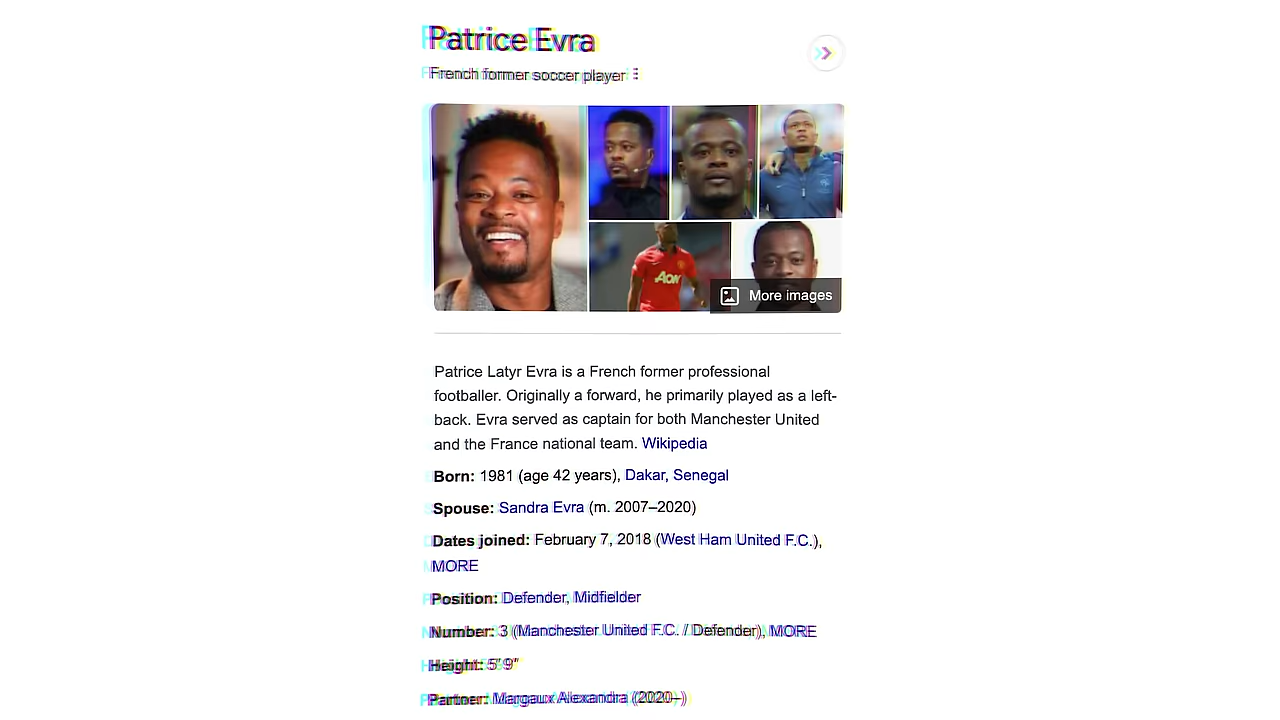 Patrice Evra
French former soccer player
AON
More images
Patrice Latyr Evra is a French former professional
footballer. Originally a forward, he primarily played as a left-
back. Evra served as captain for both Manchester United
and the France national team. Wikipedia
Born: 1981 (age 42 years), Dakar, Senegal
Spouse: Sandra Evra (m. 2007–2020)
Dates joined: February 7, 2018 (West Ham United F.C.),
MORE
Position: Defender, Midfielder
Number: 3 (Manchester United F.C. / Defender), MORE
Height: 5′ 9″
Partner: Margaux Alexandra (2020–)